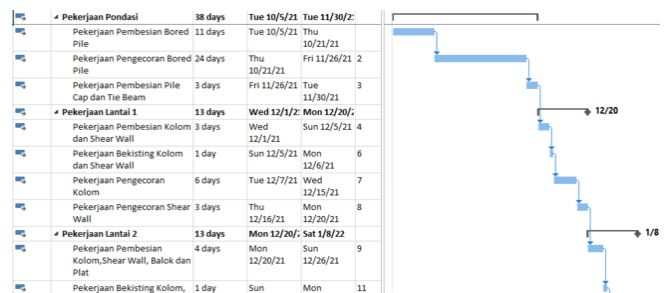 Pekerjaan Pondasi 38 days Tue 10/5/21 Tue 11/30/2
Pekerjaan Pembesian Bored Pile 11 days Tue 10/5/21 Thu 10/21/21
Pekerjaan Pengecoran Bored Pile 24 days Thu 10/21/21 Fri 11/26/21 2
Pekerjaan Pembesian Pile Cap dan Tie Beam 3 days Fri 11/26/21 Tue 11/30/21 3
Pekerjaan Lantai 1 13 days Wed 12/1/2 Mon 12/20/2 12/20
Pekerjaan Pembesian Kolom dan Shear Wall 3 days Wed 12/1/21 Sun 12/5/21 4
Pekerjaan Bekisting Kolom dan Shear Wall 1 day Sun 12/5/21 Mon 12/6/21 6
Pekerjaan Pengecoran Kolom 6 days Tue 12/7/21 Wed 12/15/21 7
Pekerjaan Pengecoran Shear Wall 3 days Thu 12/16/21 Mon 12/20/21 8
Pekerjaan Lantai 2 13 days Mon 12/20/2 Sat 1/8/22 1/8
Pekerjaan Pembesian Kolom,Shear Wall, Balok dan Plat 4 days Mon 12/20/21 Sun 12/26/21 9
Pekerjaan Bekisting Kolom, 1 day Sun Mon 11